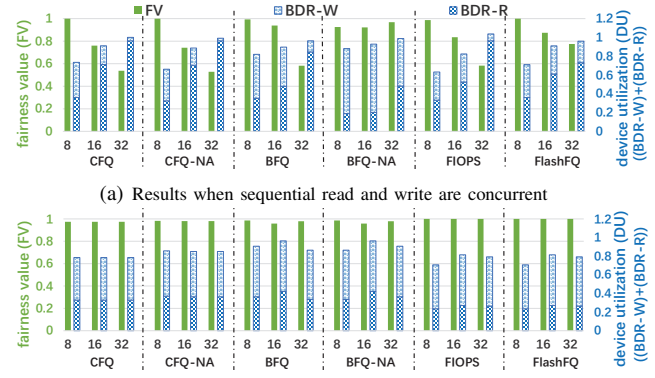 FV BDR-W BDR-R
fairness value (FV)
1
0.8
0.6
0.4
0.2
0
1.2
1
0.8
0.6
0.4
0.2
0
device utilization (DU)
((BDR-W)+(BDR-R))
8 16 32 8 16 32 8 16 32 8 16 32 8 16 32 8 16 32
CFQ CFQ-NA BFQ BFQ-NA FIOPS FlashFQ
(a) Results when sequential read and write are concurrent
fairness value (FV)
1
0.8
0.6
0.4
0.2
0
1.2
1
0.8
0.6
0.4
0.2
0
device utilization (DU)
((BDR-W)+(BDR-R))
8 16 32 8 16 32 8 16 32 8 16 32 8 16 32 8 16 32
CFQ CFQ-NA BFQ BFQ-NA FIOPS FlashFQ